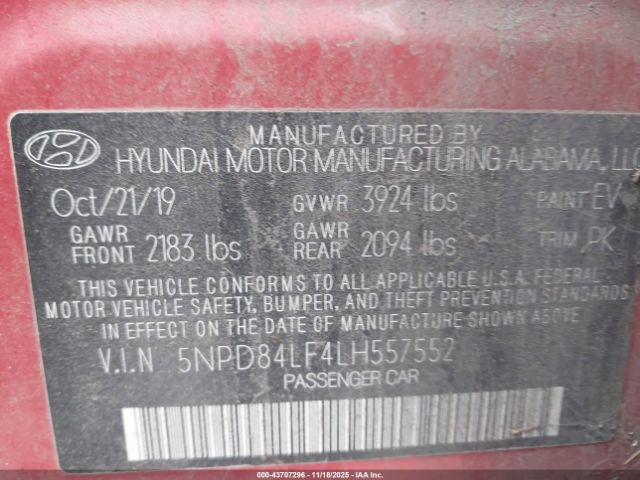 MANUFACTURED BY
HYUNDAI MOTOR MANUFACTURING ALABAMA, LLC
Oct/21/19 GVWR 3924 lbs PAINT EV
GAWR FRONT 2183 lbs GAWR REAR 2094 lbs TRIM PK
THIS VEHICLE CONFORMS TO ALL APPLICABLE U.S.A. FEDERAL
MOTOR VEHICLE SAFETY, BUMPER, AND THEFT PREVENTION STANDARDS
IN EFFECT ON THE DATE OF MANUFACTURE SHOWN ABOVE
V.I.N 5NPD84LF4LH557552
PASSENGER CAR
000-43707296 - 11/18/2025 - IAA Inc.